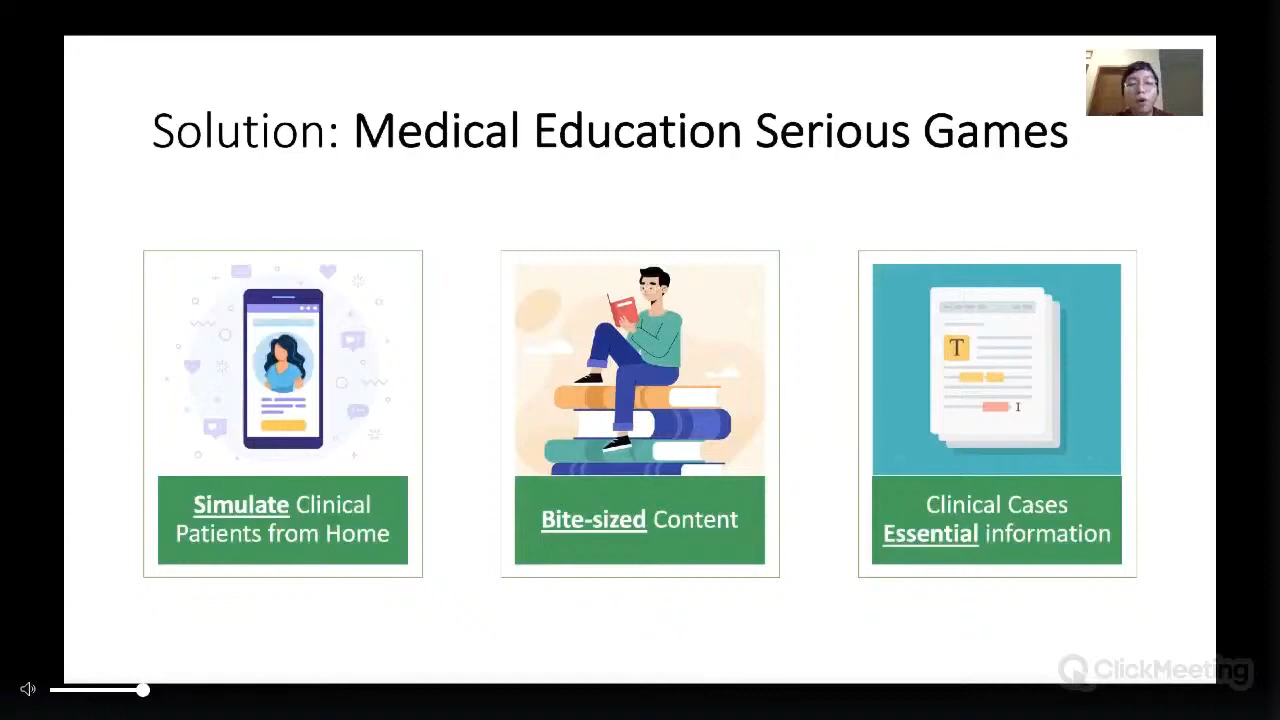 Solution: Medical Education Serious Games
Simulate Clinical
Patients from Home
Bite-sized Content
T
Clinical Cases
Essential information
ClickMeeting